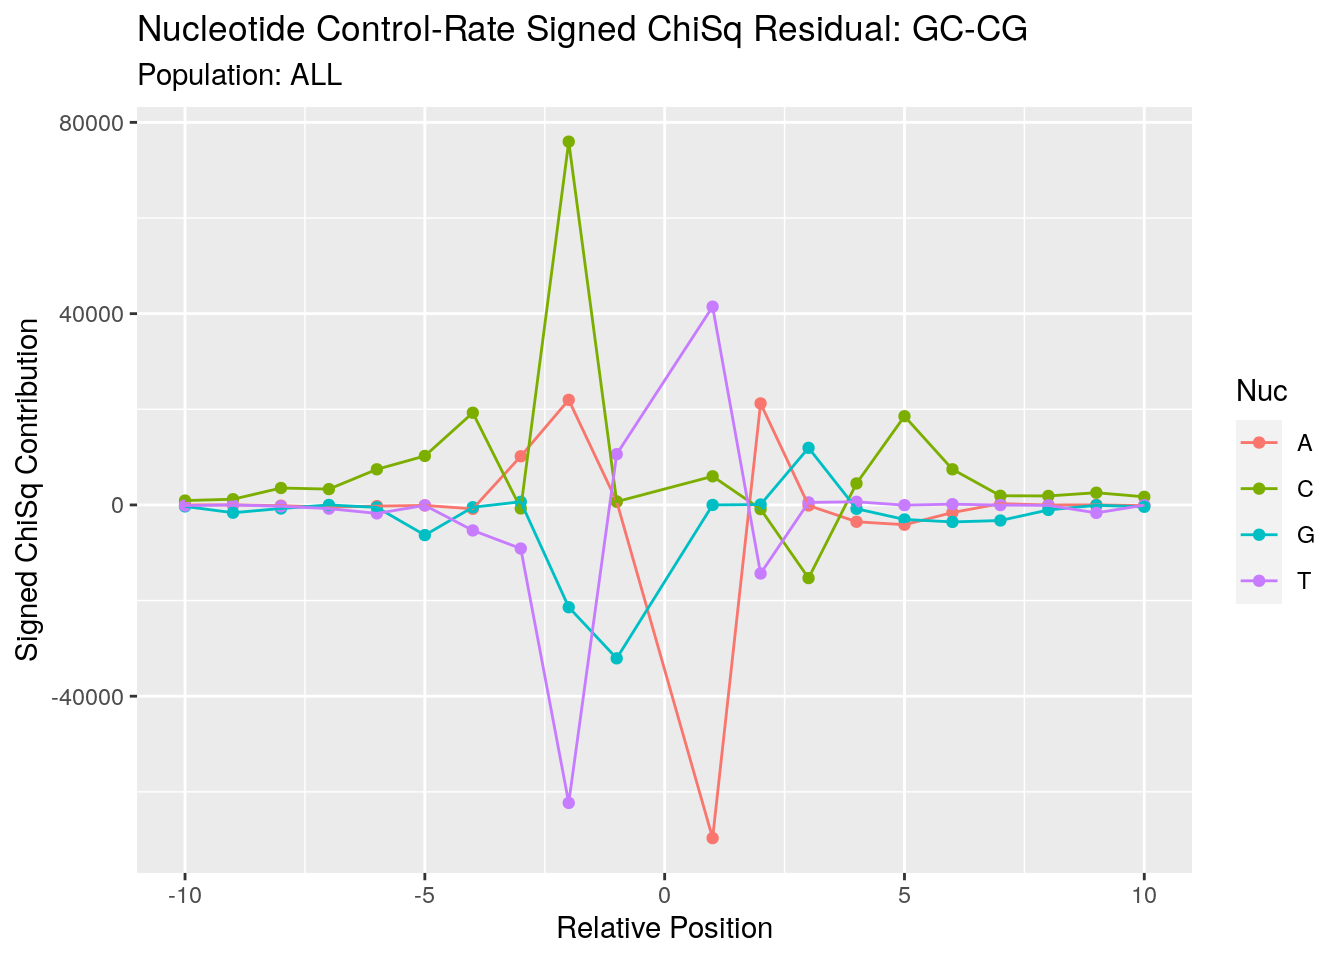 Nucleotide Control-Rate Signed ChiSq Residual: GC-CG
Population: ALL
80000
40000
0
-40000
Signed ChiSq Contribution
-10
-5
0
5
10
Relative Position
Nuc
A
C
G
T